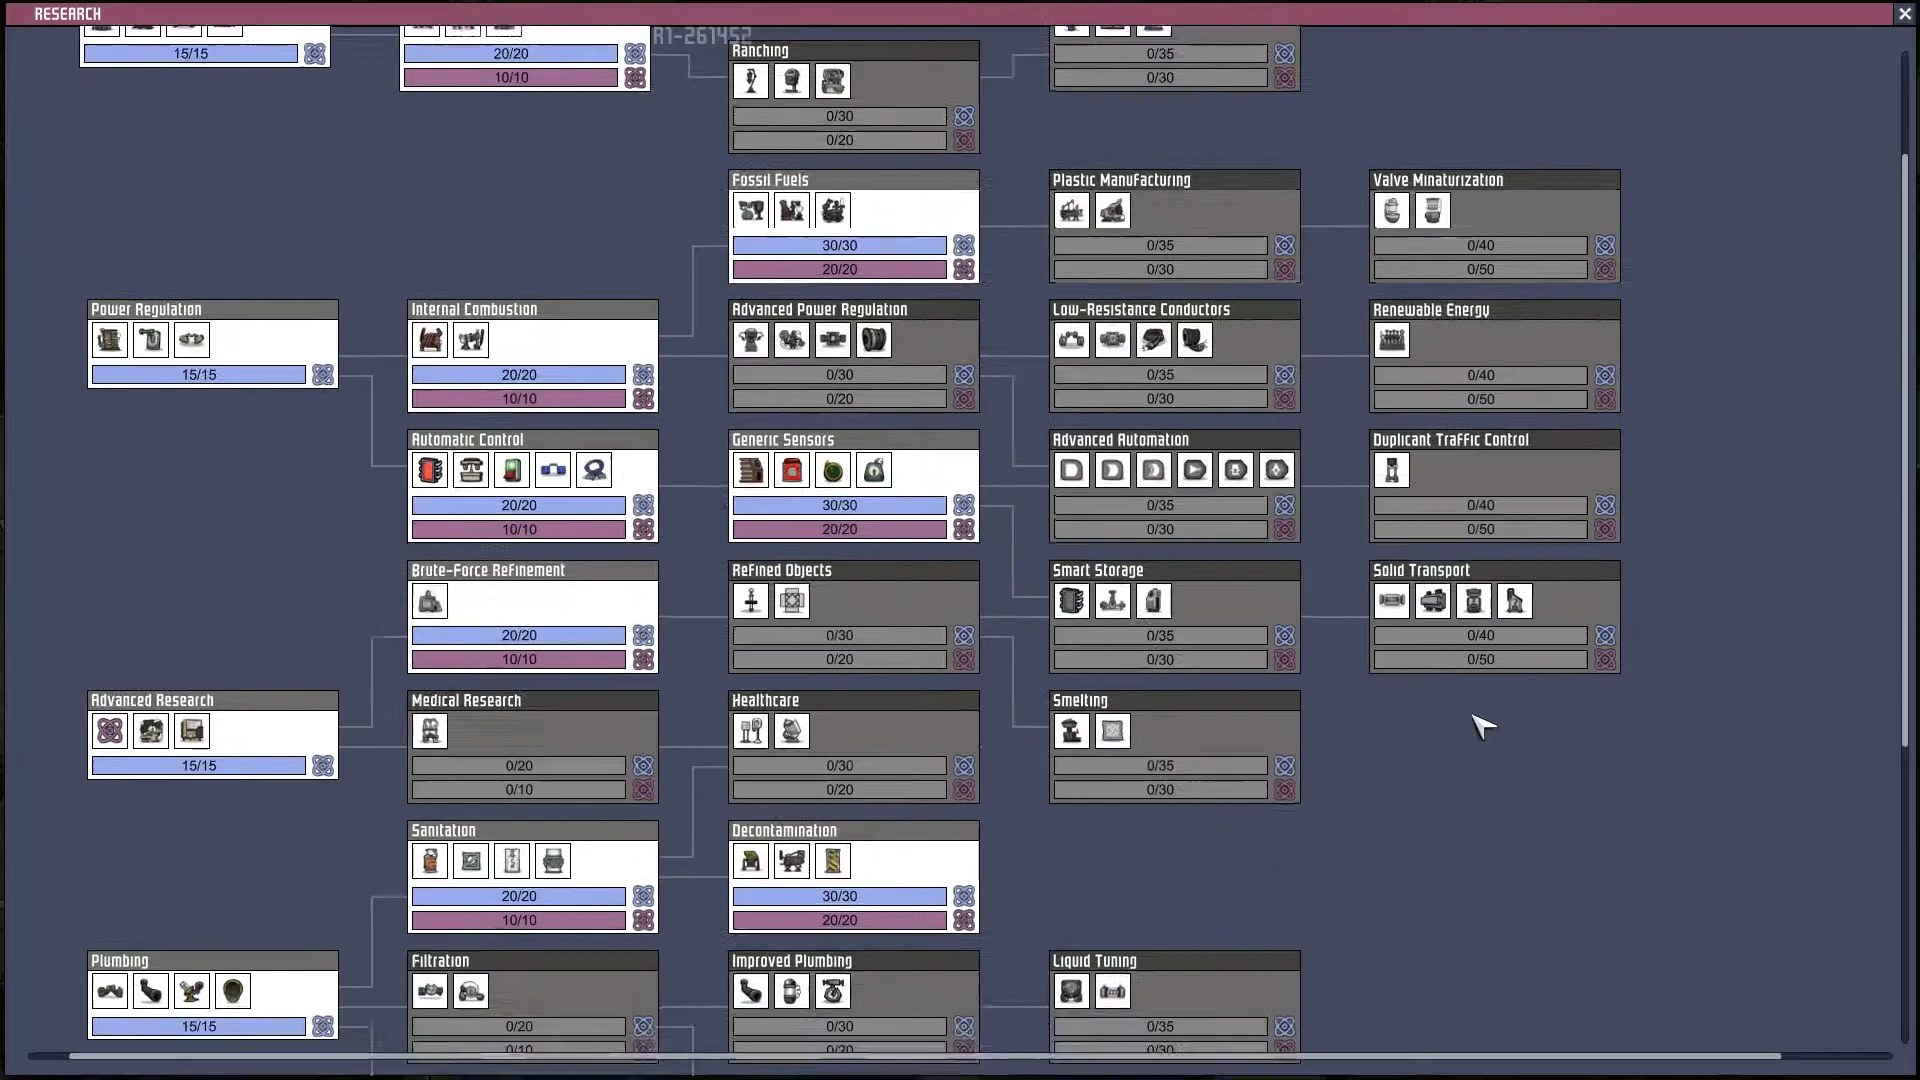 RESEARCH
R1-261452
15/15
20/20
10/10
Ranching
0/30
0/20
0/35
0/30
Fossil Fuels
30/30
20/20
Plastic Manufacturing
0/35
0/30
Valve Minaturization
0/40
0/50
Power Regulation
15/15
Internal Combustion
20/20
10/10
Advanced Power Regulation
0/30
0/20
Low-Resistance Conductors
0/35
0/30
Renewable Energy
0/40
0/50
Automatic Control
20/20
10/10
Generic Sensors
30/30
20/20
Advanced Automation
0/35
0/30
Duplicant Traffic Control
0/40
0/50
Brute-Force Refinement
20/20
10/10
Refined Objects
0/30
0/20
Smart Storage
0/35
0/30
Solid Transport
0/40
0/50
Advanced Research
15/15
Medical Research
0/20
0/10
Healthcare
0/30
0/20
Smelting
0/35
0/30
Sanitation
20/20
10/10
Decontamination
30/30
20/20
Plumbing
15/15
Filtration
0/20
0/10
Improved Plumbing
0/30
0/20
Liquid Tuning
0/35
0/30